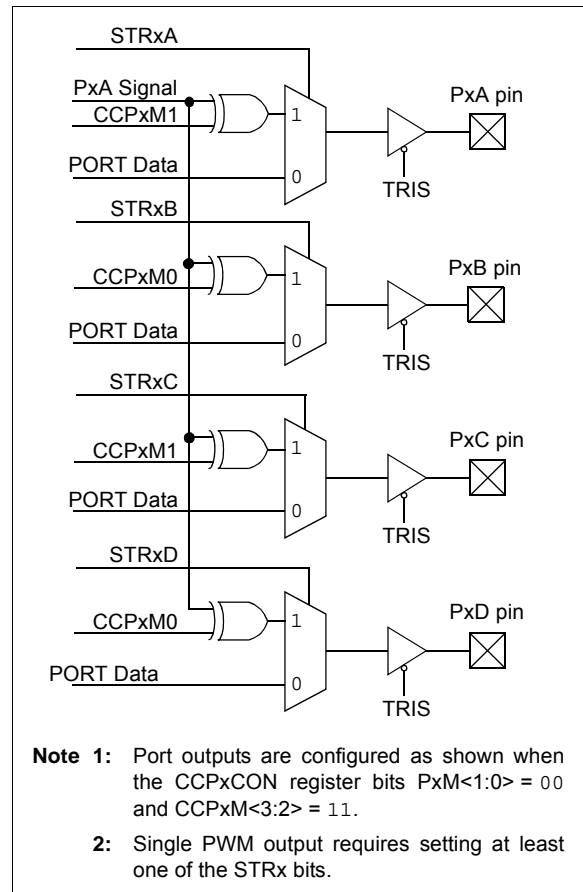 STRxA
PxA Signal
PxA pin
CCPxM1
1
PORT Data
0
TRIS
STRxB
PxB pin
CCPxM0
1
PORT Data
0
TRIS
STRxC
PxC pin
CCPxM1
1
PORT Data
0
TRIS
STRxD
PxD pin
CCPxM0
1
PORT Data
0
TRIS
Note 1: Port outputs are configured as shown when
the CCPxCON register bits PxM<1:0> = 00
and CCPxM<3:2> = 11.
2: Single PWM output requires setting at least
one of the STRx bits.